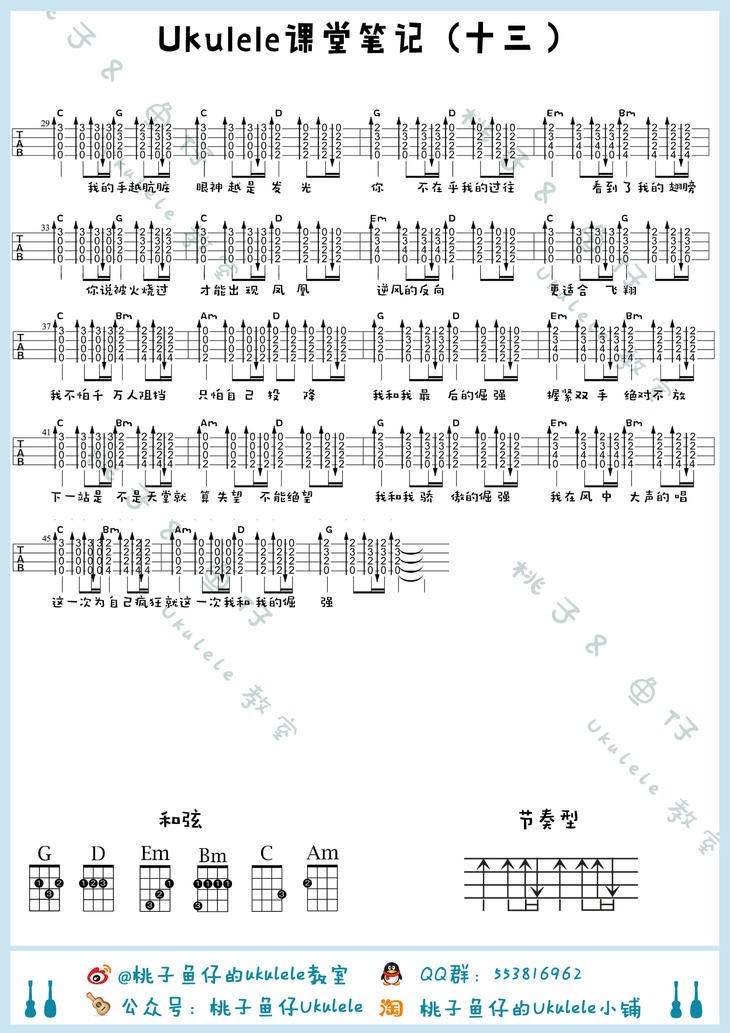 Ukulele课堂笔记（十三）
29 C G C D G D Em Bm
TAB
我的手越肮脏 眼神越是发光 你 不在乎我的过往 看到了我的翅膀
33 C G C D Em D C G
TAB
你说被火烧过 才能出现凤凰 逆风的反向 更适合飞翔
37 C Bm Am D G D Em Bm
TAB
我不怕千万人阻挡 只怕自己投降 我和我最后的倔强 握紧双手绝对不放
41 C Bm Am D G D Em Bm
TAB
下一站是不是天堂就算失望不能绝望 我和我骄傲的倔强 我在风中大声的唱
45 C Bm Am D G
TAB
这一次为自己疯狂就这一次我和我的倔强
桃子&鱼仔
Ukulele教室
和弦 节奏型
G D Em Bm C Am
@桃子鱼仔的ukulele教室 QQ群：553816962
公众号：桃子鱼仔Ukulele 淘 桃子鱼仔的Ukulele小铺